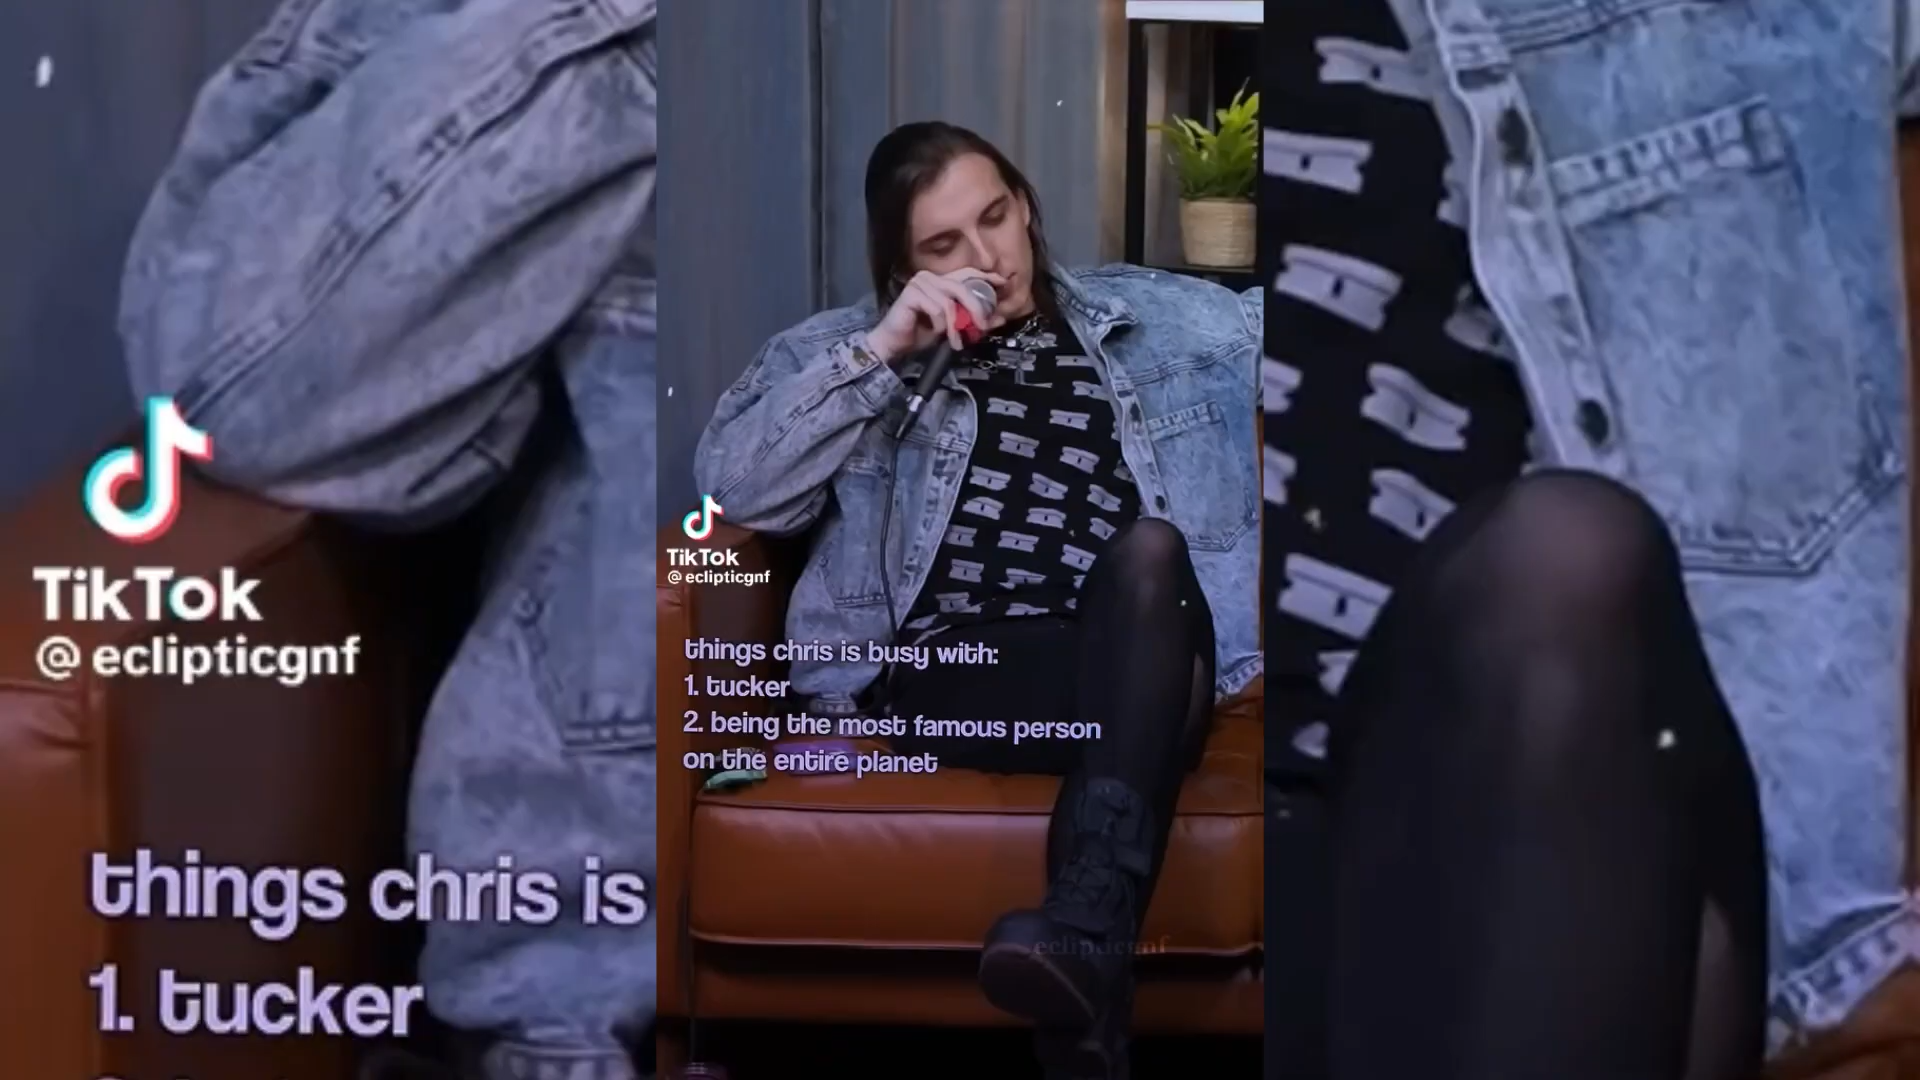 TikTok
@eclipticgnf
things chris is
1. tucker
TikTok
@eclipticgnf
things chris is busy with:
1. tucker
2. being the most famous person
on the entire planet
eclipticgnf